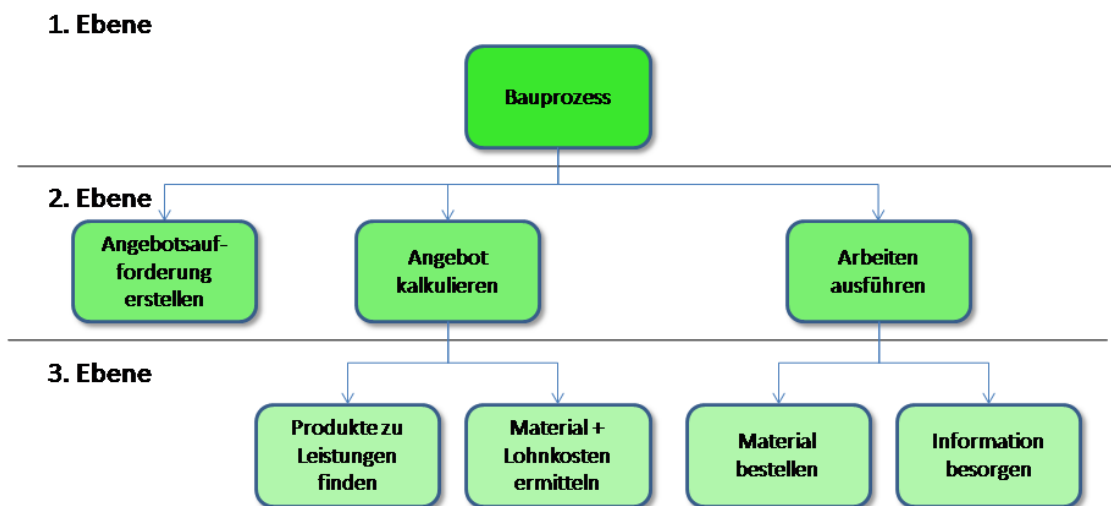 1. Ebene
Bauprozess
2. Ebene
Angebotsauf-
forderung
erstellen
Angebot
kalkulieren
Arbeiten
ausführen
3. Ebene
Produkte zu
Leistungen
finden
Material +
Lohnkosten
ermitteln
Material
bestellen
Information
besorgen